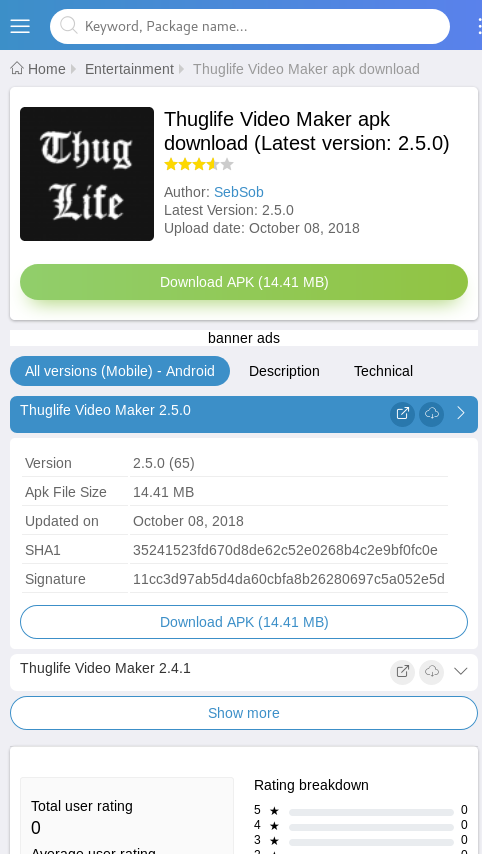 Keyword, Package name...
Home Entertainment Thuglife Video Maker apk download
Thug
Life
Thuglife Video Maker apk
download (Latest version: 2.5.0)
Author: SebSob
Latest Version: 2.5.0
Upload date: October 08, 2018
Download APK (14.41 MB)
banner ads
All versions (Mobile) - Android Description Technical
Thuglife Video Maker 2.5.0
Version 2.5.0 (65)
Apk File Size 14.41 MB
Updated on October 08, 2018
SHA1 35241523fd670d8de62c52e0268b4c2e9bf0fc0e
Signature 11cc3d97ab5d4da60cbfa8b26280697c5a052e5d
Download APK (14.41 MB)
Thuglife Video Maker 2.4.1
Show more
Total user rating
0
Average user rating
Rating breakdown
5 ★ 0
4 ★ 0
3 ★ 0